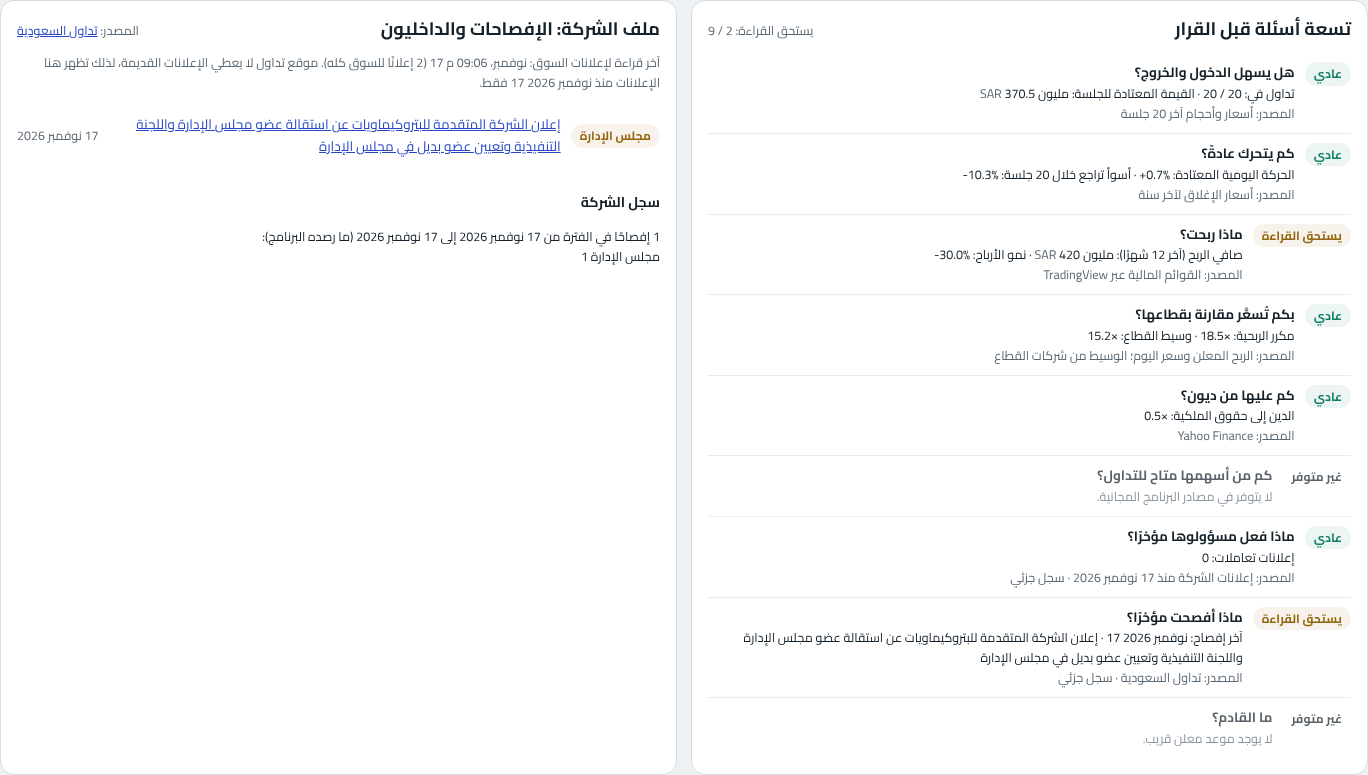 تسعة أسئلة قبل القرار
يستحق القراءة: 2 / 9
عادي
هل يسهل الدخول والخروج؟
تداول في: 20 / 20 · القيمة المعتادة للجلسة: مليون SAR 370.5
المصدر: أسعار وأحجام آخر 20 جلسة
عادي
كم يتحرك عادةً؟
الحركة اليومية المعتادة: +0.7% · أسوأ تراجع خلال 20 جلسة: -10.3%
المصدر: أسعار الإغلاق لآخر سنة
يستحق القراءة
ماذا ربحت؟
صافي الربح (آخر 12 شهرًا): مليون SAR 420 · نمو الأرباح: -30.0%
المصدر: القوائم المالية عبر TradingView
عادي
بكم تُسعَّر مقارنة بقطاعها؟
مكرر الربحية: 18.5× · وسيط القطاع: 15.2×
المصدر: الربح المعلن وسعر اليوم؛ الوسيط من شركات القطاع
عادي
كم عليها من ديون؟
الدين إلى حقوق الملكية: 0.5×
المصدر: Yahoo Finance
غير متوفر
كم من أسهمها متاح للتداول؟
لا يتوفر في مصادر البرنامج المجانية.
عادي
ماذا فعل مسؤولوها مؤخرًا؟
إعلانات تعاملات: 0
المصدر: إعلانات الشركة منذ 17 نوفمبر 2026 · سجل جزئي
يستحق القراءة
ماذا أفصحت مؤخرًا؟
آخر إفصاح: نوفمبر 2026 17 · إعلان الشركة المتقدمة للبتروكيماويات عن استقالة عضو مجلس الإدارة
واللجنة التنفيذية وتعيين عضو بديل في مجلس الإدارة
المصدر: تداول السعودية · سجل جزئي
غير متوفر
ما القادم؟
لا يوجد موعد معلن قريب.
ملف الشركة: الإفصاحات والداخليون
المصدر: تداول السعودية
آخر قراءة لإعلانات السوق: نوفمبر، 09:06 م 17 (2 إعلانًا للسوق كله). موقع تداول لا يعطي الإعلانات القديمة، لذلك تظهر هنا
الإعلانات منذ نوفمبر 2026 17 فقط.
مجلس الإدارة
إعلان الشركة المتقدمة للبتروكيماويات عن استقالة عضو مجلس الإدارة واللجنة
التنفيذية وتعيين عضو بديل في مجلس الإدارة
17 نوفمبر 2026
سجل الشركة
1 إفصاحًا في الفترة من 17 نوفمبر 2026 إلى 17 نوفمبر 2026 (ما رصده البرنامج):
مجلس الإدارة 1